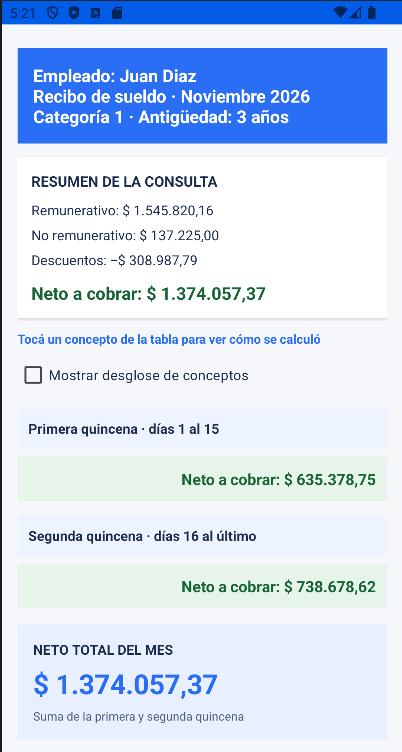 5:21
Empleado: Juan Diaz
Recibo de sueldo · Noviembre 2026
Categoría 1 · Antigüedad: 3 años
RESUMEN DE LA CONSULTA
Remunerativo: $ 1.545.820,16
No remunerativo: $ 137.225,00
Descuentos: −$ 308.987,79
Neto a cobrar: $ 1.374.057,37
Tocá un concepto de la tabla para ver cómo se calculó
Mostrar desglose de conceptos
Primera quincena · días 1 al 15
Neto a cobrar: $ 635.378,75
Segunda quincena · días 16 al último
Neto a cobrar: $ 738.678,62
NETO TOTAL DEL MES
$ 1.374.057,37
Suma de la primera y segunda quincena